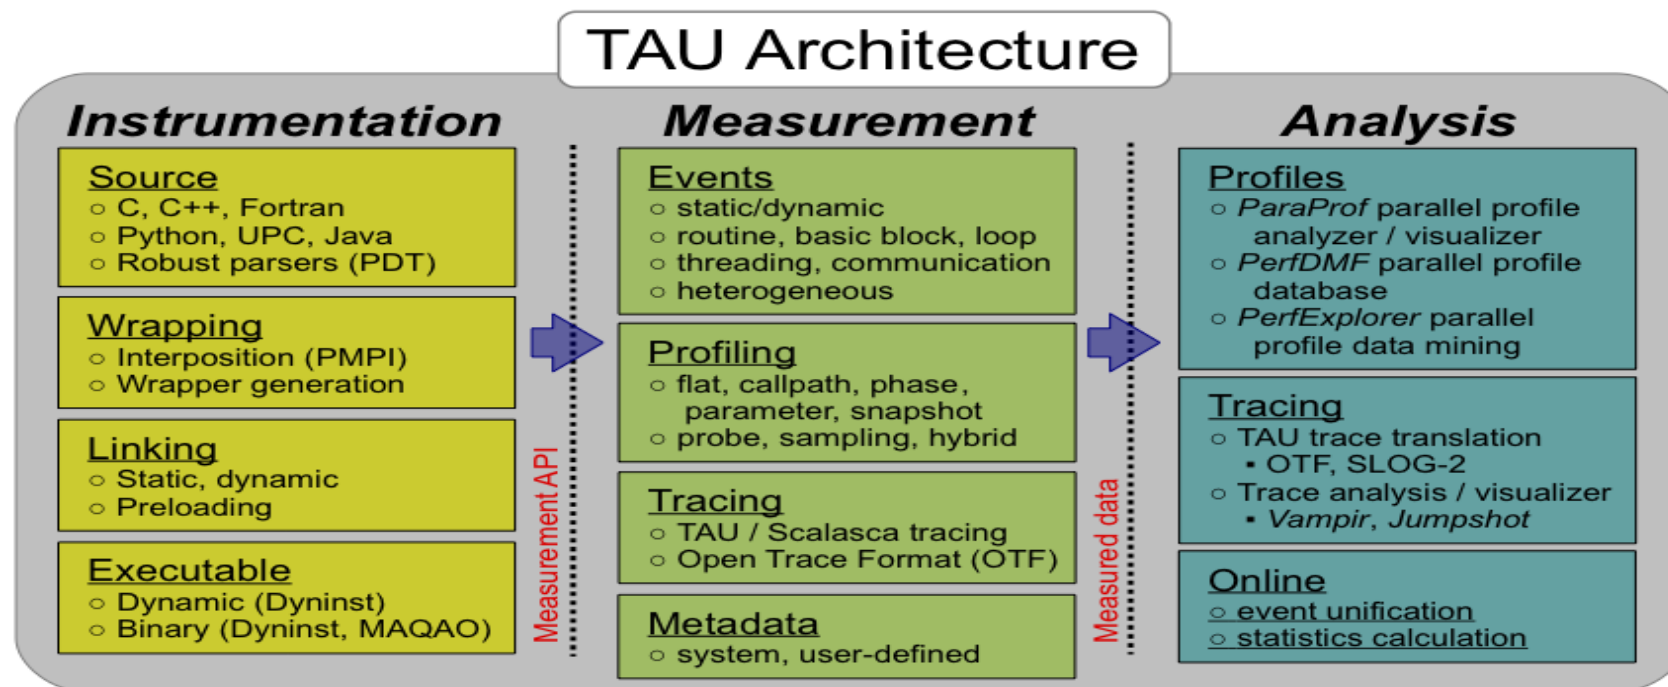 TAU Architecture
Instrumentation
Source
○ C, C++, Fortran
○ Python, UPC, Java
○ Robust parsers (PDT)
Wrapping
○ Interposition (PMPI)
○ Wrapper generation
Linking
○ Static, dynamic
○ Preloading
Executable
○ Dynamic (Dyninst)
○ Binary (Dyninst, MAQAO)
Measurement API
Measurement
Events
○ static/dynamic
○ routine, basic block, loop
○ threading, communication
○ heterogeneous
Profiling
○ flat, callpath, phase,
parameter, snapshot
○ probe, sampling, hybrid
Tracing
○ TAU / Scalasca tracing
○ Open Trace Format (OTF)
Metadata
○ system, user-defined
Measured data
Analysis
Profiles
○ ParaProf parallel profile
analyzer / visualizer
○ PerfDMF parallel profile
database
○ PerfExplorer parallel
profile data mining
Tracing
○ TAU trace translation
▪ OTF, SLOG-2
○ Trace analysis / visualizer
▪ Vampir, Jumpshot
Online
○ event unification
○ statistics calculation